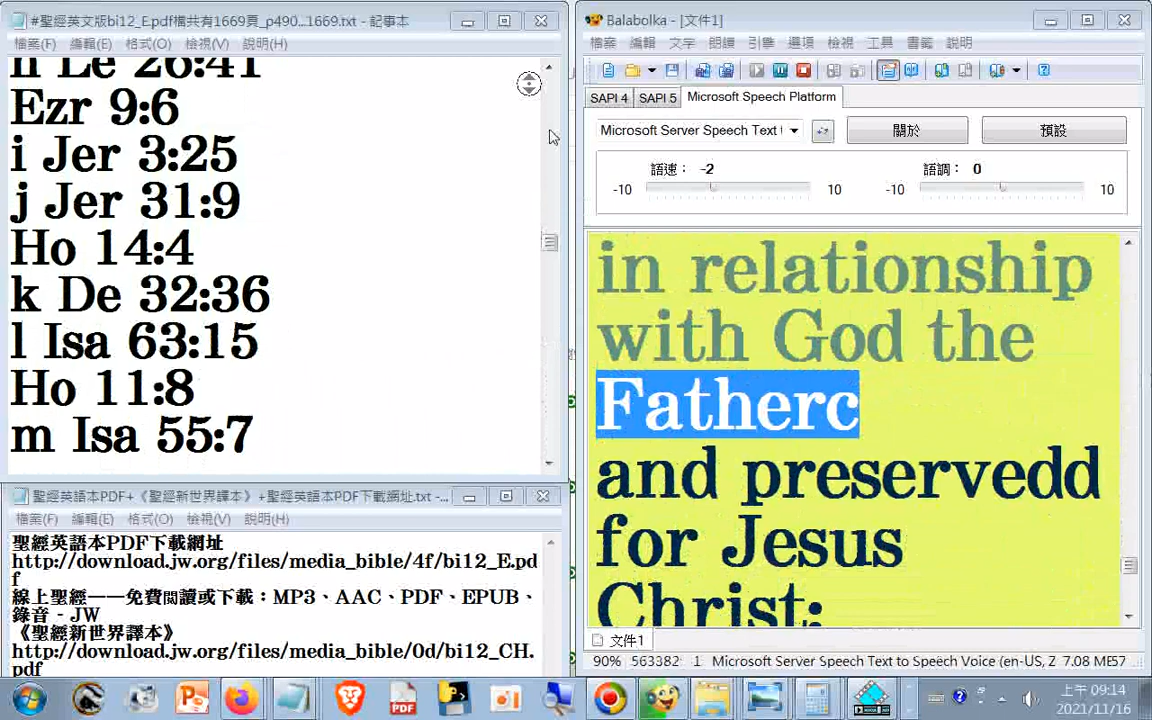 #聖經英文版bi12_E.pdf檔共有1669頁_p490...1669.txt - 記事本
檔案(F) 編輯(E) 格式(O) 檢視(V) 說明(H)
n Le 26:41
Ezr 9:6
i Jer 3:25
j Jer 31:9
Ho 14:4
k De 32:36
l Isa 63:15
Ho 11:8
m Isa 55:7
聖經英語本PDF+《聖經新世界譯本》+聖經英語本PDF下載網址.txt - ...
檔案(F) 編輯(E) 格式(O) 檢視(V) 說明(H)
聖經英語本PDF下載網址
http://download.jw.org/files/media_bible/4f/bi12_E.pd
f
線上聖經——免費閱讀或下載：MP3、AAC、PDF、EPUB、
錄音 - JW
《聖經新世界譯本》
http://download.jw.org/files/media_bible/0d/bi12_CH.
pdf
Balabolka - [文件1]
檔案 編輯 文字 朗讀 引擎 選項 檢視 工具 書籤 說明
SAPI 4 SAPI 5 Microsoft Speech Platform
Microsoft Server Speech Text 關於 預設
語速： -2 語調： 0
-10 10 -10 10
in relationship
with God the
Fatherc
and preservedd
for Jesus
Christ:
文件1
90% 563382: 1 Microsoft Server Speech Text to Speech Voice (en-US, Z 7.08 ME57
PDF
上午 09:14
2021/11/16